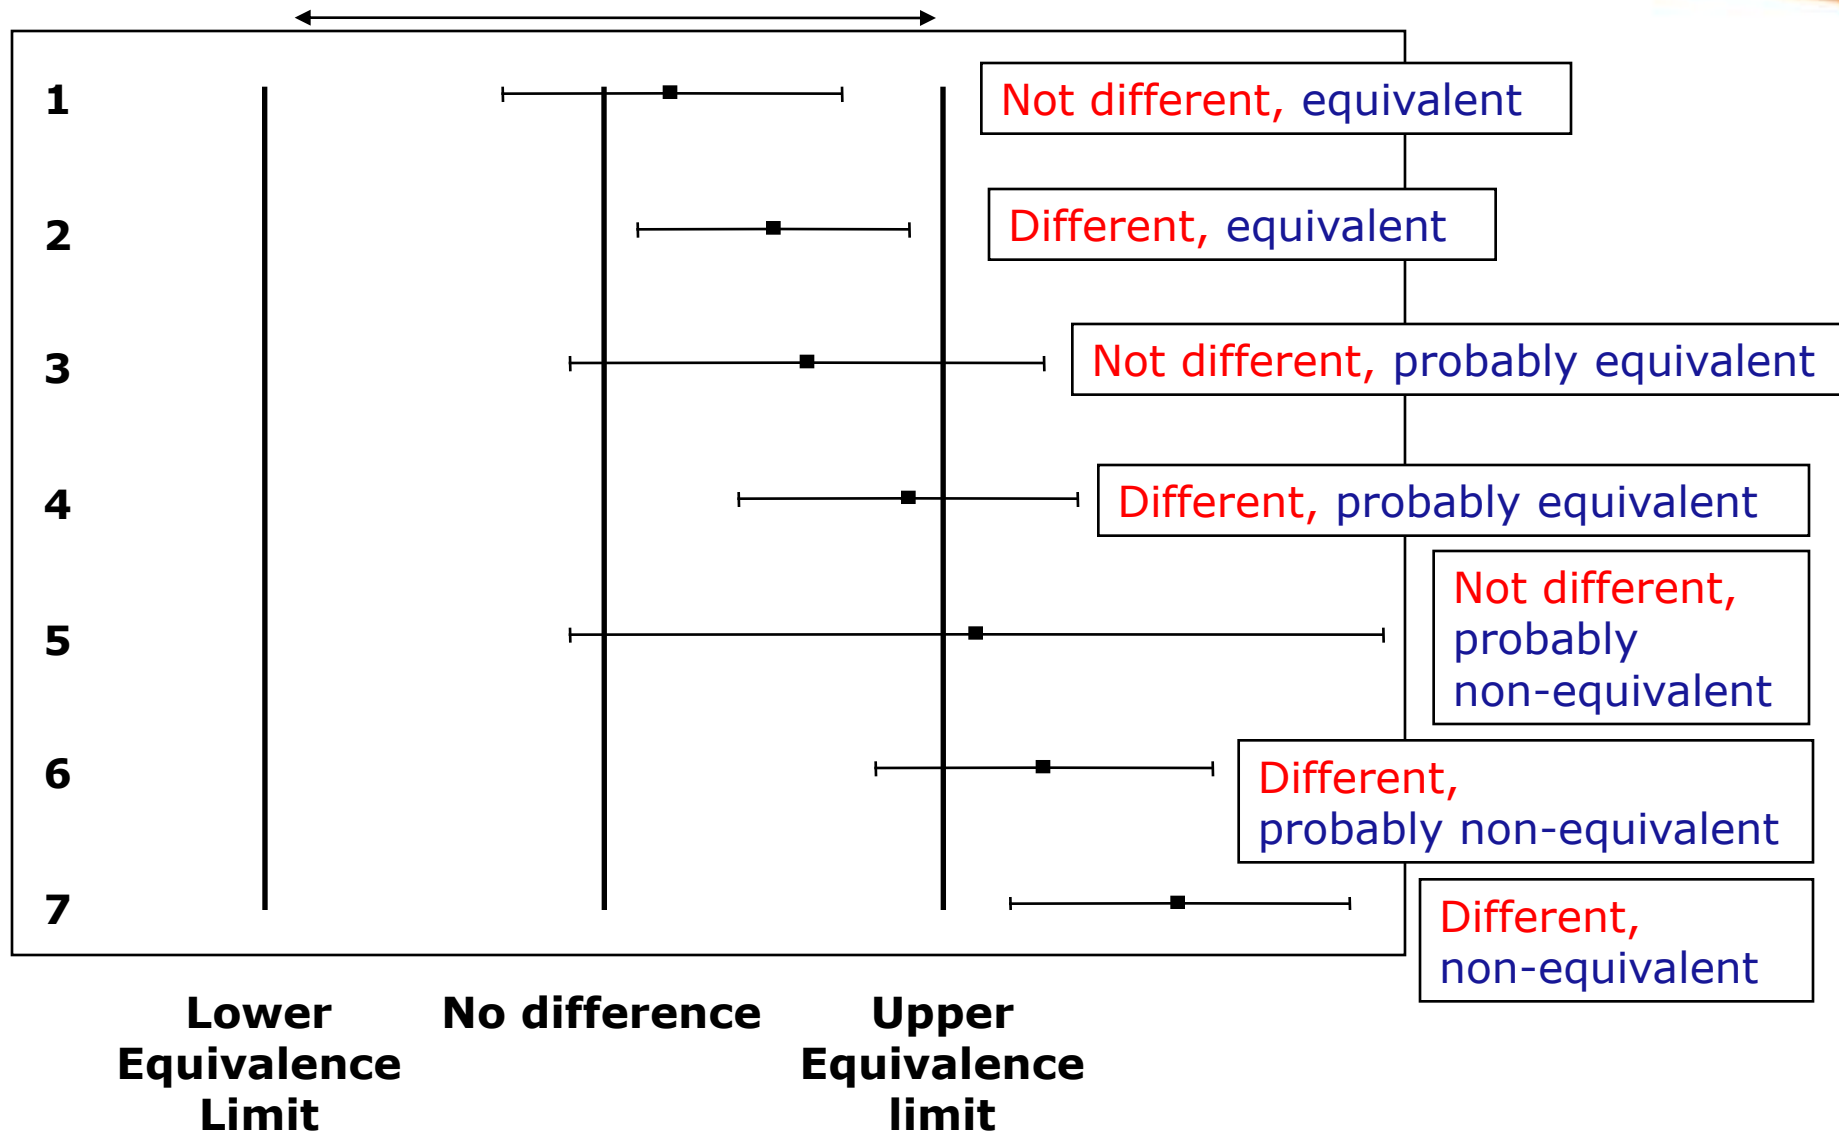 1
Not different, equivalent
2
Different, equivalent
3
Not different, probably equivalent
4
Different, probably equivalent
5
Not different,
probably
non-equivalent
6
Different,
probably non-equivalent
7
Different,
non-equivalent
Lower
Equivalence
Limit
No difference
Upper
Equivalence
limit